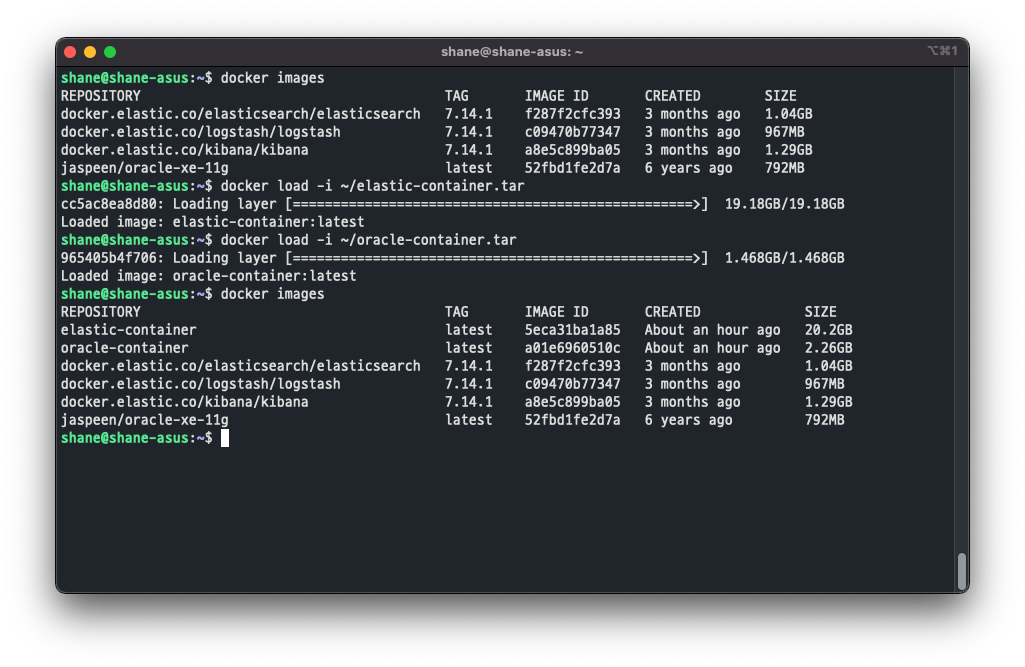 shane@shane-asus: ~
⌥⌘1
shane@shane-asus:~$ docker images
REPOSITORY TAG IMAGE ID CREATED SIZE
docker.elastic.co/elasticsearch/elasticsearch 7.14.1 f287f2cfc393 3 months ago 1.04GB
docker.elastic.co/logstash/logstash 7.14.1 c09470b77347 3 months ago 967MB
docker.elastic.co/kibana/kibana 7.14.1 a8e5c899ba05 3 months ago 1.29GB
jaspeen/oracle-xe-11g latest 52fbd1fe2d7a 6 years ago 792MB
shane@shane-asus:~$ docker load -i ~/elastic-container.tar
cc5ac8ea8d80: Loading layer [==================================================>] 19.18GB/19.18GB
Loaded image: elastic-container:latest
shane@shane-asus:~$ docker load -i ~/oracle-container.tar
965405b4f706: Loading layer [==================================================>] 1.468GB/1.468GB
Loaded image: oracle-container:latest
shane@shane-asus:~$ docker images
REPOSITORY TAG IMAGE ID CREATED SIZE
elastic-container latest 5eca31ba1a85 About an hour ago 20.2GB
oracle-container latest a01e6960510c About an hour ago 2.26GB
docker.elastic.co/elasticsearch/elasticsearch 7.14.1 f287f2cfc393 3 months ago 1.04GB
docker.elastic.co/logstash/logstash 7.14.1 c09470b77347 3 months ago 967MB
docker.elastic.co/kibana/kibana 7.14.1 a8e5c899ba05 3 months ago 1.29GB
jaspeen/oracle-xe-11g latest 52fbd1fe2d7a 6 years ago 792MB
shane@shane-asus:~$